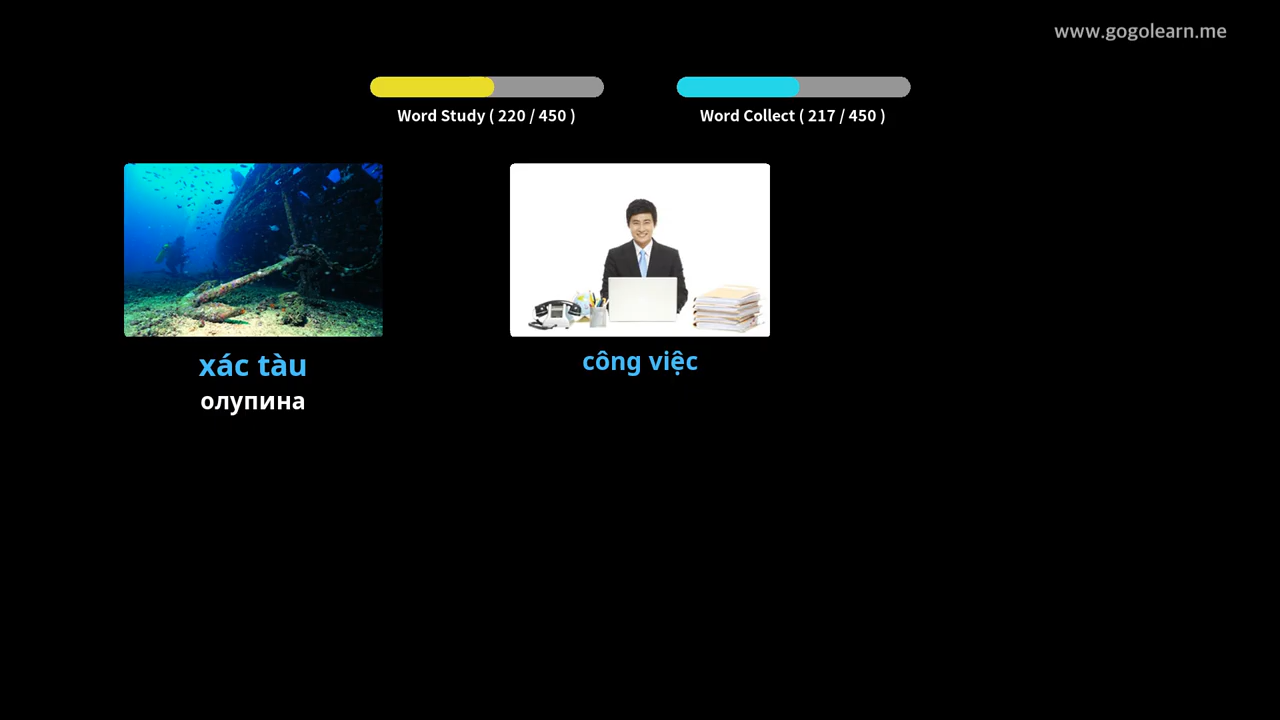 www.gogolearn.me
Word Study ( 220 / 450 )
Word Collect ( 217 / 450 )
xác tàu
олупина
công việc